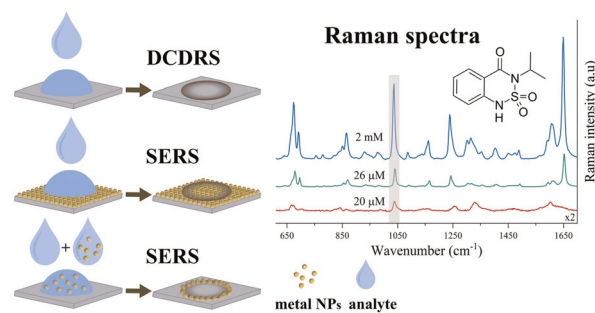 DCDRS
SERS
+
SERS
Raman spectra
O
N
S
O
O
NH
2 mM
26 µM
20 µM
x2
Raman intensity (a.u)
650 850 1050 1250 1450 1650
Wavenumber (cm⁻¹)
metal NPs analyte